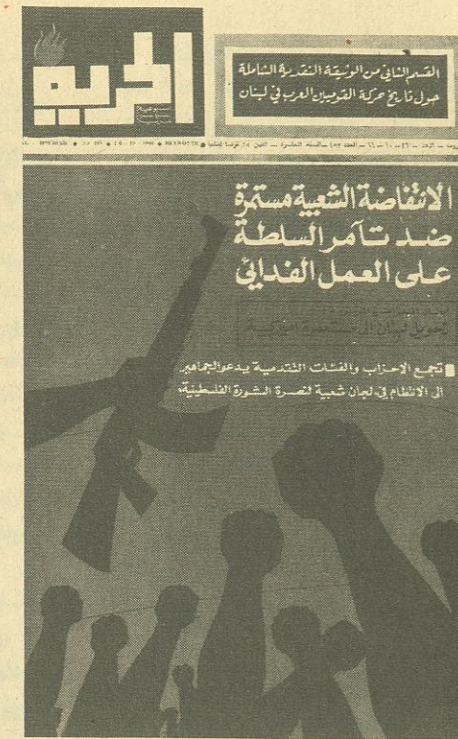 الحرية
القسم الثاني من الوثيقة النقدية الشاملة
حول تاريخ حركة القوميين العرب في لبنان
الانتفاضة الشعبية مستمرة
ضد تآمر السلطة
على العمل الفدائي
تحويل لبنان الى مستعمرة
تجمع الاحزاب والفئات التقدمية يدعو الجماهير
الى الانتظام في لجان شعبية لنصرة الثورة الفلسطينية